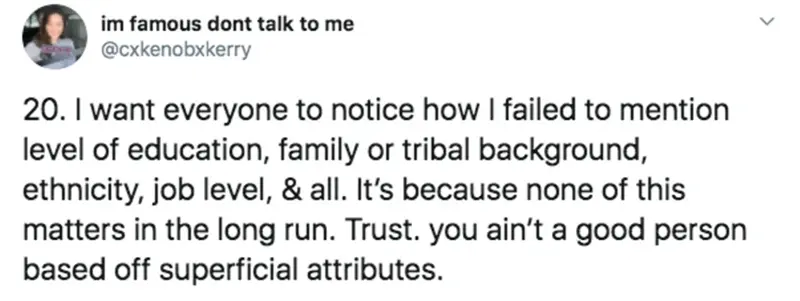 im famous dont talk to me
@cxkenobxkerry
20. I want everyone to notice how I failed to mention
level of education, family or tribal background,
ethnicity, job level, & all. It's because none of this
matters in the long run. Trust. you ain't a good person
based off superficial attributes.